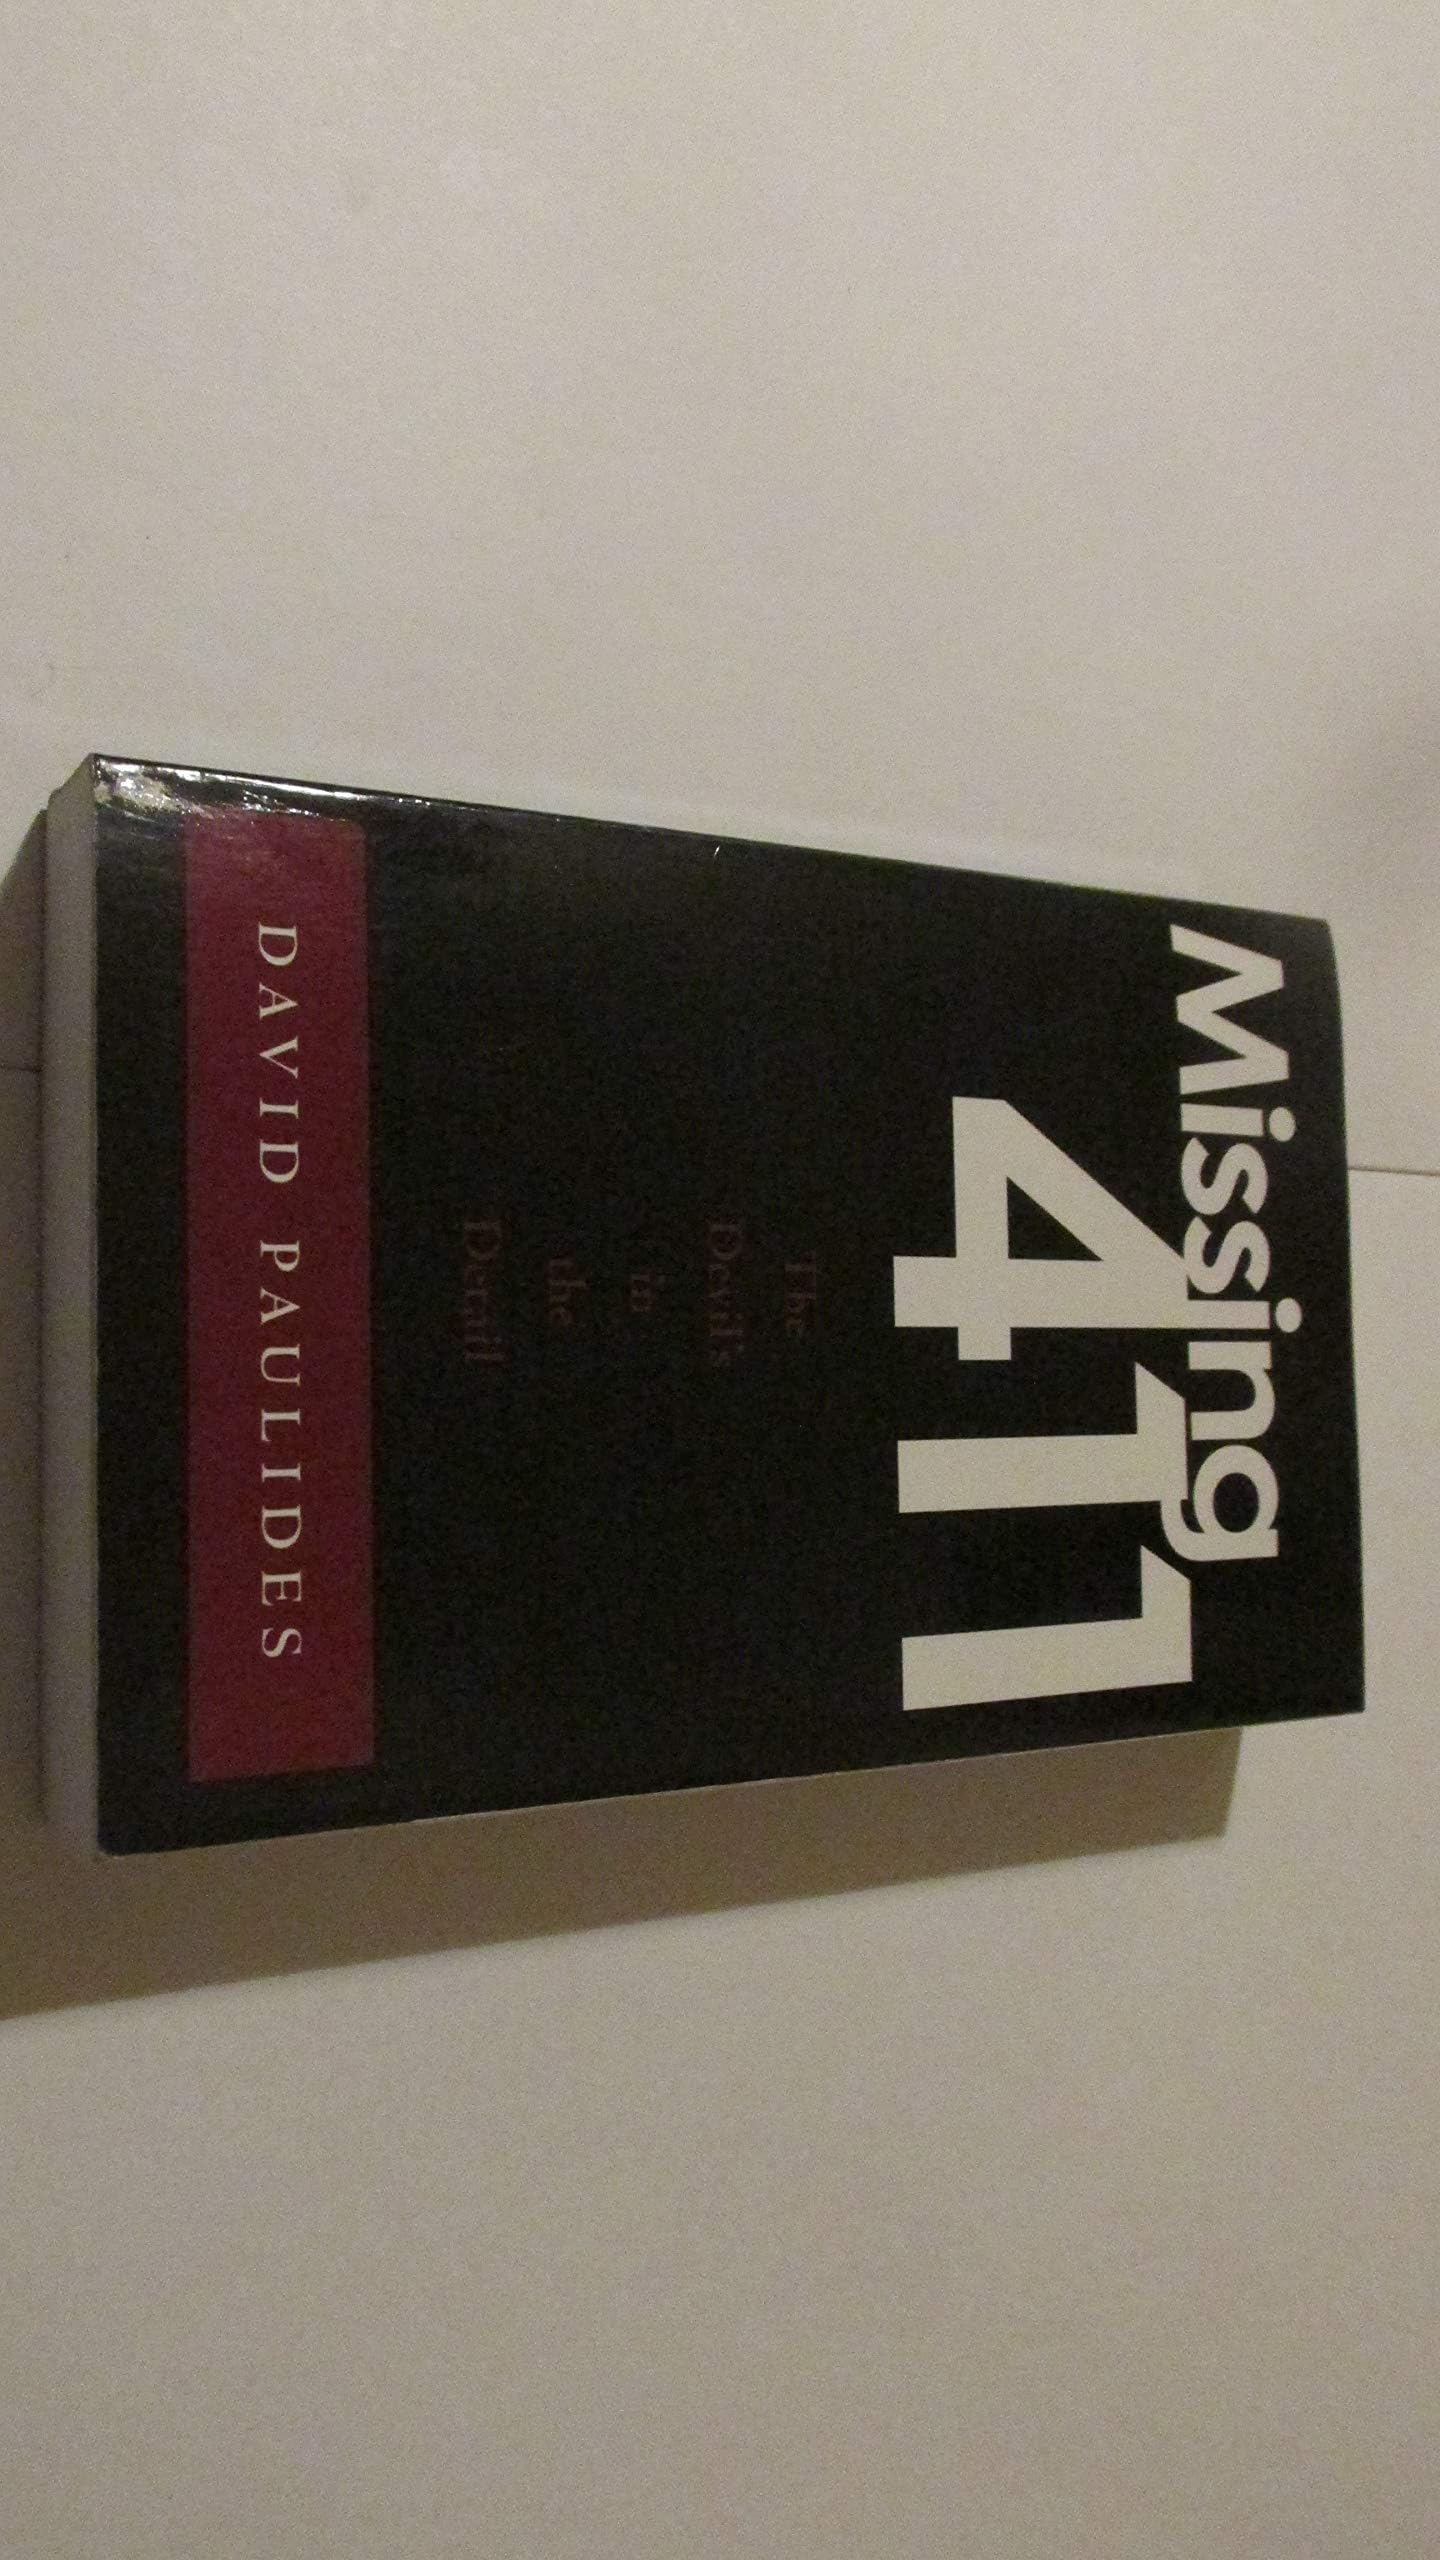 Missing
411
The
Devil's
in
the
Detail
DAVID PAULIDES